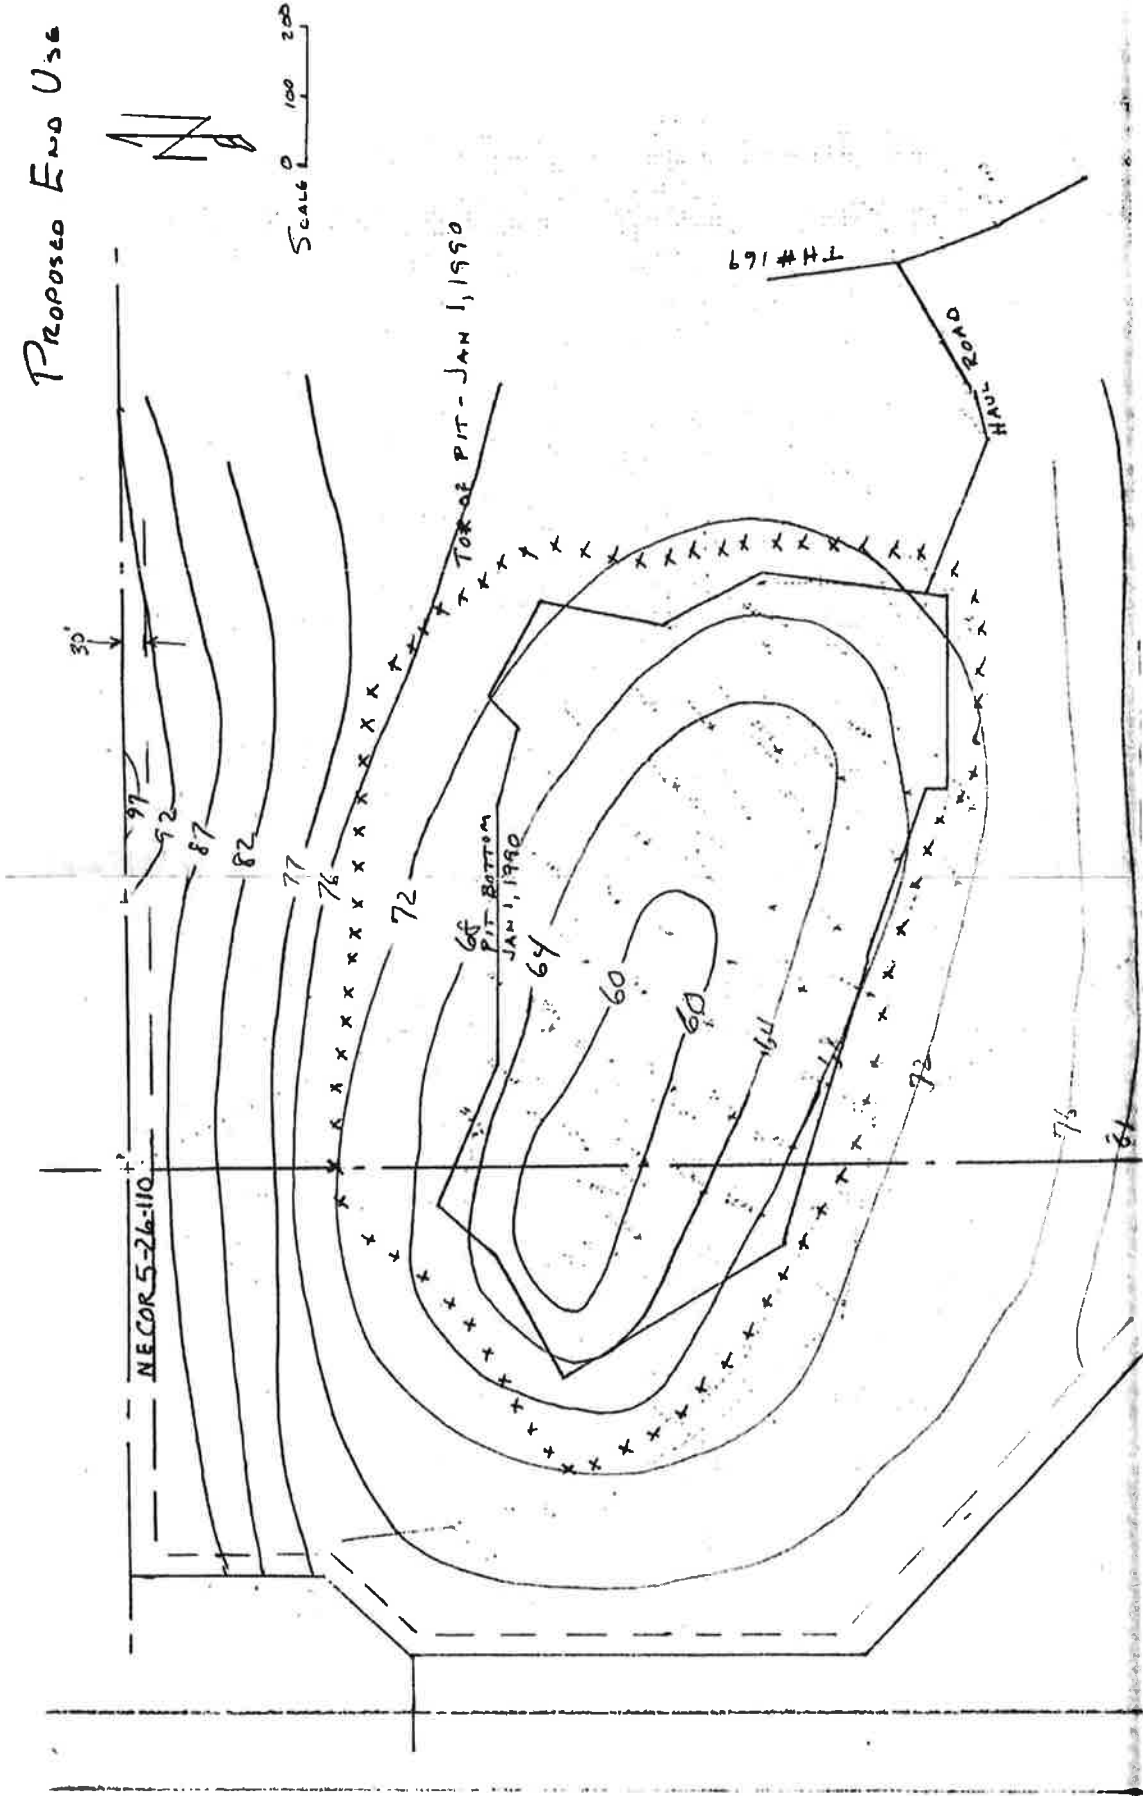 PROPOSED END USE
N
SCALE 0 100 200
30'
97
92
87
82
77
76
72
68
PIT BOTTOM
JAN 1, 1990
64
60
60
64
72
76
81
TOP OF PIT - JAN 1, 1990
TH#169
HAUL ROAD
NE COR 5-26-110